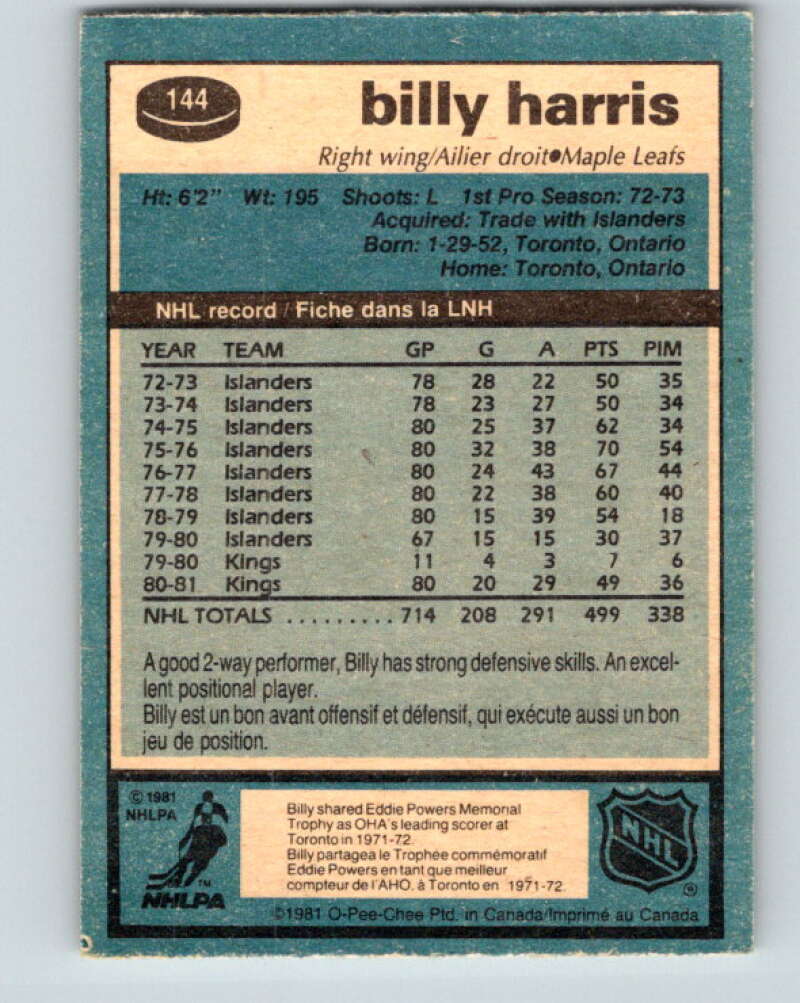 144
billy harris
Right wing/Ailier droit●Maple Leafs
Ht: 6'2" Wt: 195 Shoots: L 1st Pro Season: 72-73
Acquired: Trade with Islanders
Born: 1-29-52, Toronto, Ontario
Home: Toronto, Ontario
NHL record / Fiche dans la LNH
YEAR TEAM GP G A PTS PIM
72-73 Islanders 78 28 22 50 35
73-74 Islanders 78 23 27 50 34
74-75 Islanders 80 25 37 62 34
75-76 Islanders 80 32 38 70 54
76-77 Islanders 80 24 43 67 44
77-78 Islanders 80 22 38 60 40
78-79 Islanders 80 15 39 54 18
79-80 Islanders 67 15 15 30 37
79-80 Kings 11 4 3 7 6
80-81 Kings 80 20 29 49 36
NHL TOTALS ......... 714 208 291 499 338
A good 2-way performer, Billy has strong defensive skills. An excel-
lent positional player.
Billy est un bon avant offensif et défensif, qui exécute aussi un bon
jeu de position.
© 1981
NHLPA
TM
NHLPA
Billy shared Eddie Powers Memorial
Trophy as OHA's leading scorer at
Toronto in 1971-72.
Billy partagea le Trophée commémoratif
Eddie Powers en tant que meilleur
compteur de l'AHO. à Toronto en 1971-72.
NHL
®
©1981 O-Pee-Chee Ptd. in Canada/Imprimé au Canada